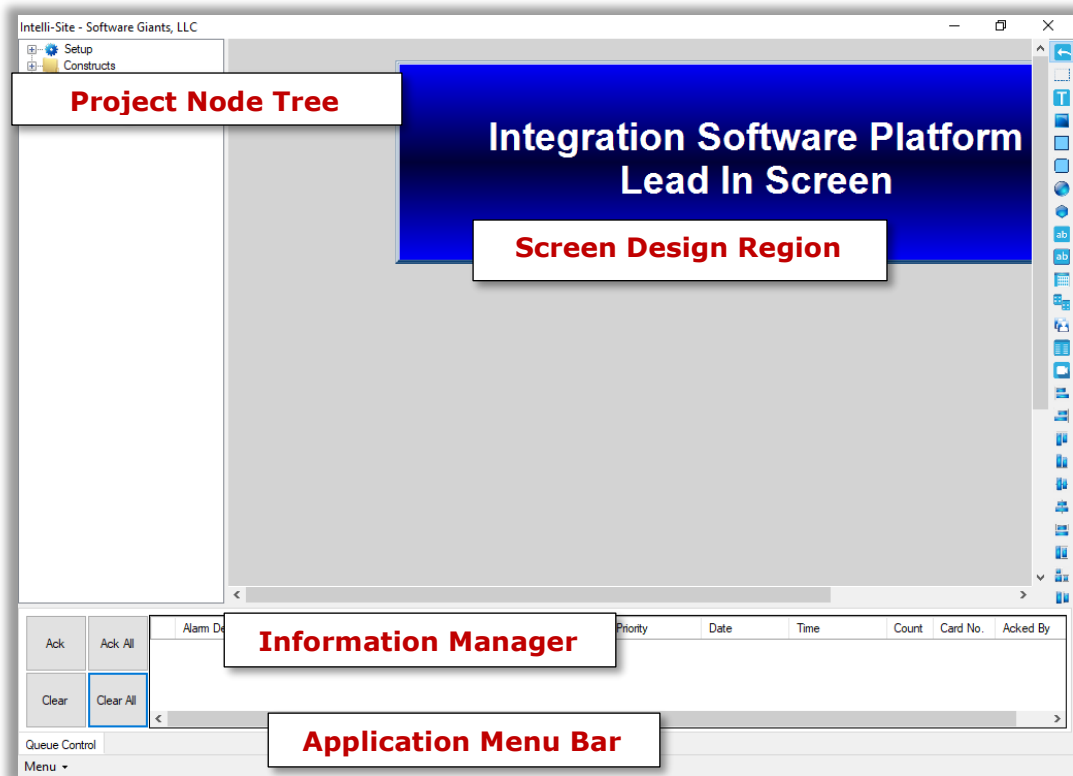 Intelli-Site - Software Giants, LLC
Setup
Constructs
Project Node Tree
Integration Software Platform
Lead In Screen
Screen Design Region
T
ab
ab
Ack
Ack All
Clear
Clear All
Alarm De
Priority
Date
Time
Count
Card No.
Acked By
Information Manager
Application Menu Bar
Queue Control
Menu